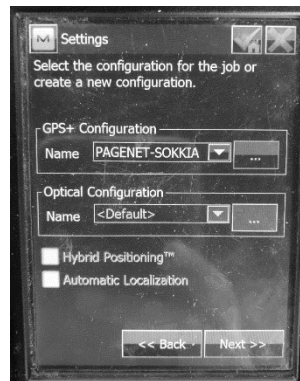 Settings
Select the configuration for the job or
create a new configuration.
GPS+ Configuration
Name PAGENET-SOKKIA ...
Optical Configuration
Name <Default> ...
Hybrid Positioning™
Automatic Localization
<< Back Next >>